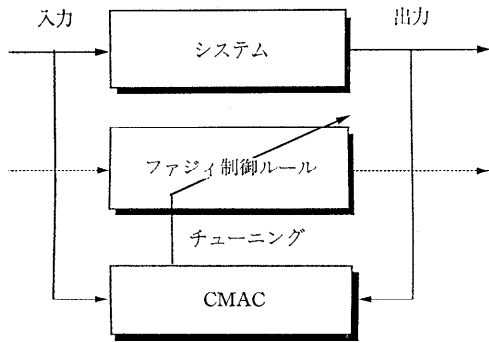 入力
出力
システム
ファジィ制御ルール
チューニング
CMAC